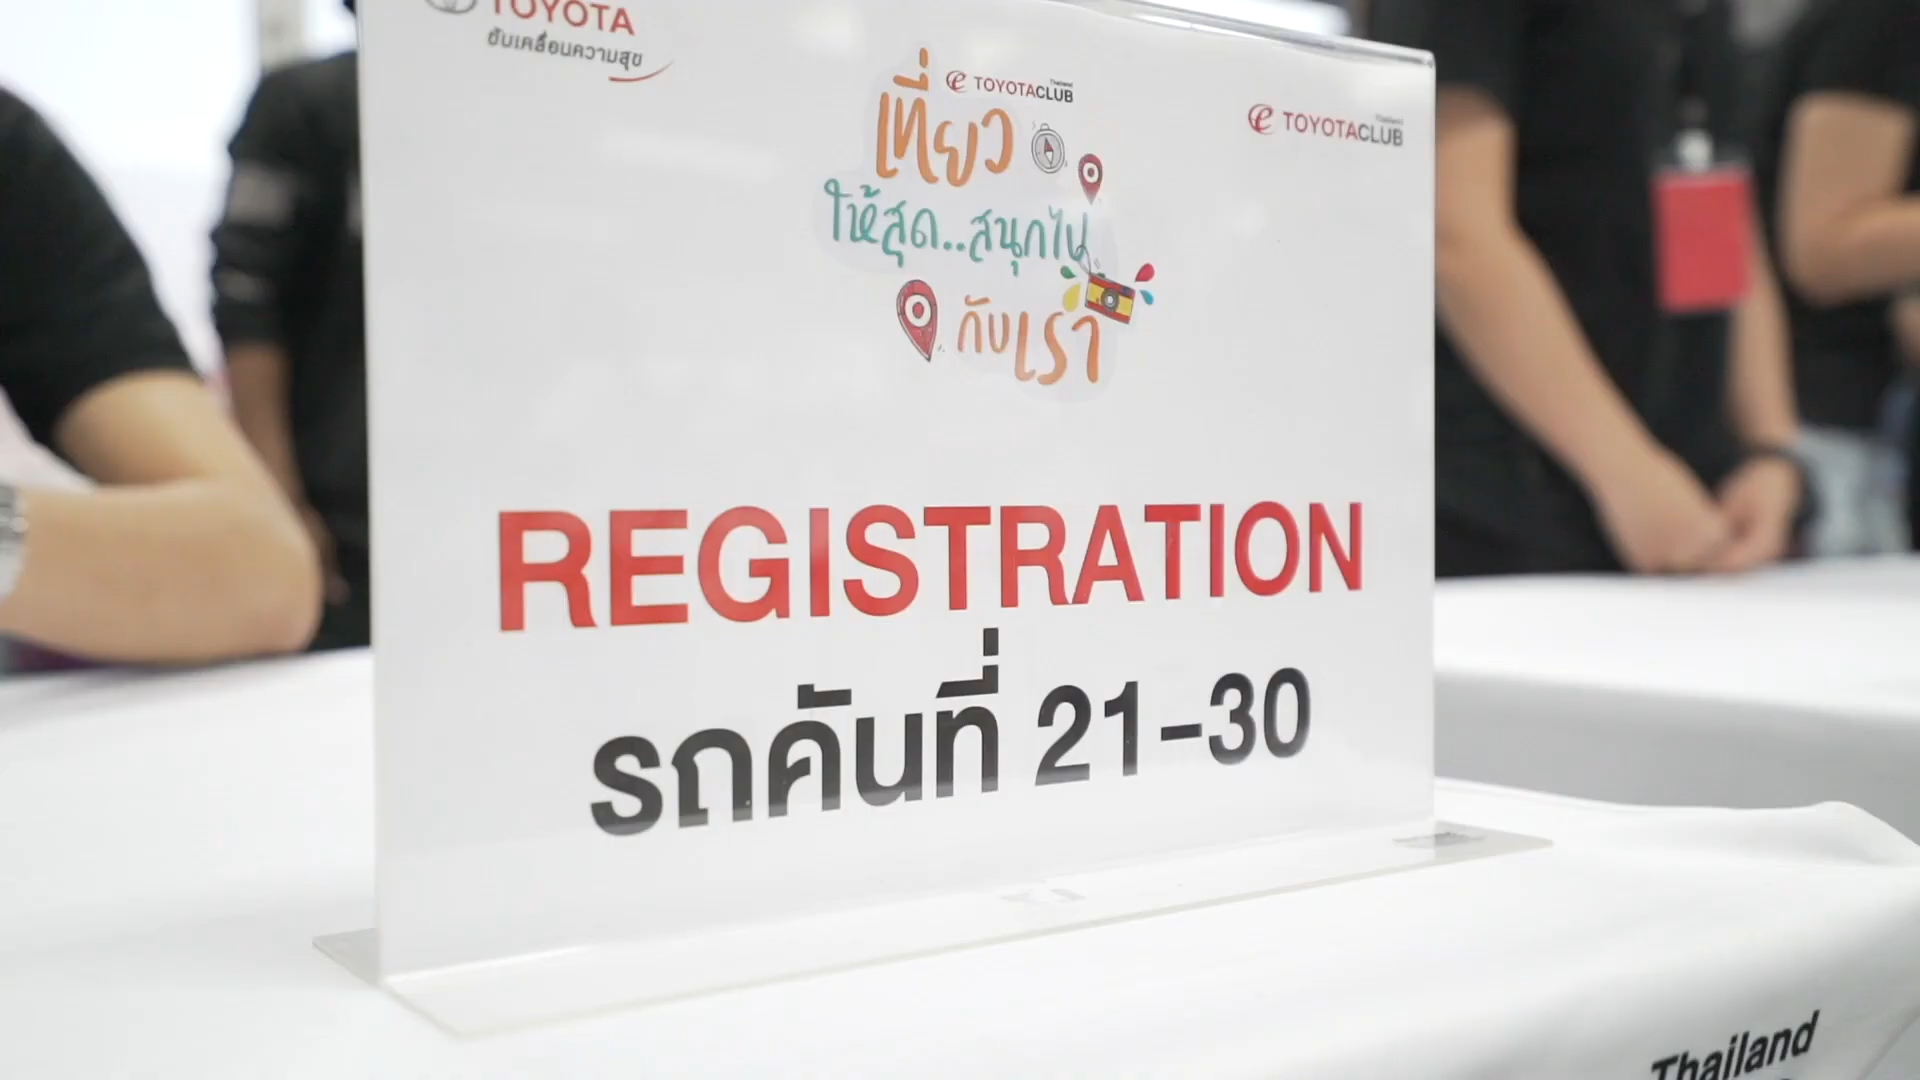 TOYOTA
ขับเคลื่อนความสุข
e TOYOTACLUB Thailand
เที่ยว
ให้สุด..สนุกไป
กับเรา
e TOYOTACLUB Thailand
REGISTRATION
รถคันที่ 21-30
Thailand